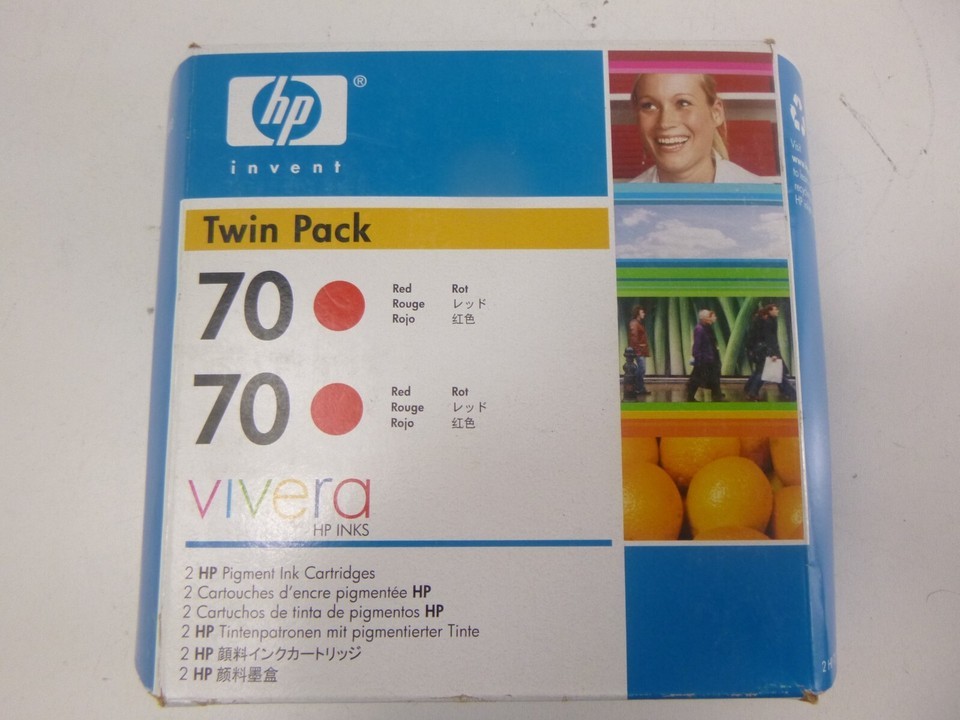 hp
®
invent
Twin Pack
70
Red Rot
Rouge レッド
Rojo 红色
70
Red Rot
Rouge レッド
Rojo 红色
vivera
HP INKS
2 HP Pigment Ink Cartridges
2 Cartouches d'encre pigmentée HP
2 Cartuchos de tinta de pigmentos HP
2 HP Tintenpatronen mit pigmentierter Tinte
2 HP 顔料インクカートリッジ
2 HP 颜料墨盒
Visit